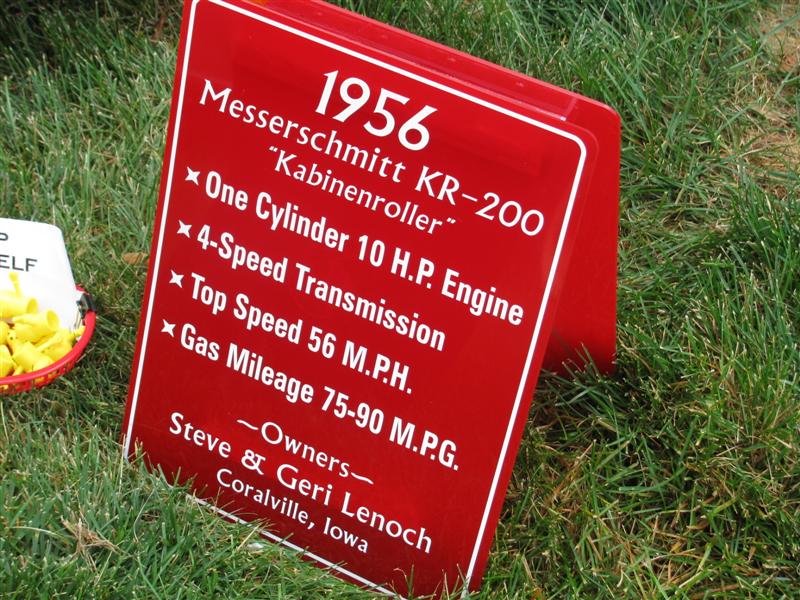 1956
Messerschmitt KR-200
"Kabinenroller"
One Cylinder 10 H.P. Engine
4-Speed Transmission
Top Speed 56 M.P.H.
Gas Mileage 75-90 M.P.G.
~Owners~
Steve & Geri Lenoch
Coralville, Iowa
P
ELF